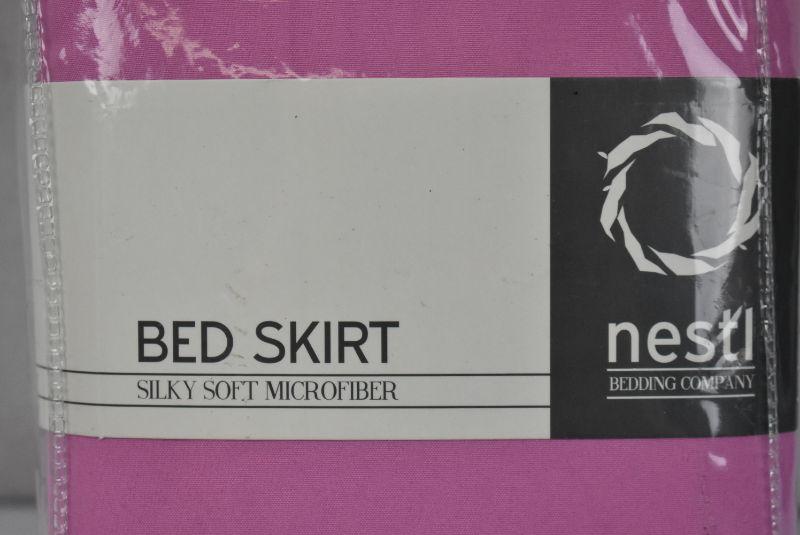 BED SKIRT
SILKY SOFT MICROFIBER
nestl
BEDDING COMPANY